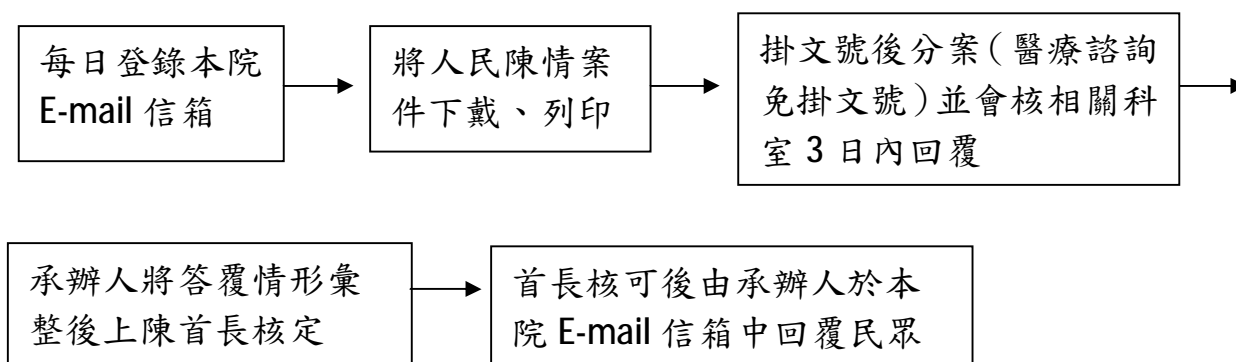 每日登錄本院
E-mail 信箱
將人民陳情案
件下戴、列印
掛文號後分案（醫療諮詢
免掛文號）並會核相關科
室 3 日內回覆
承辦人將答覆情形彙
整後上陳首長核定
首長核可後由承辦人於本
院 E-mail 信箱中回覆民眾